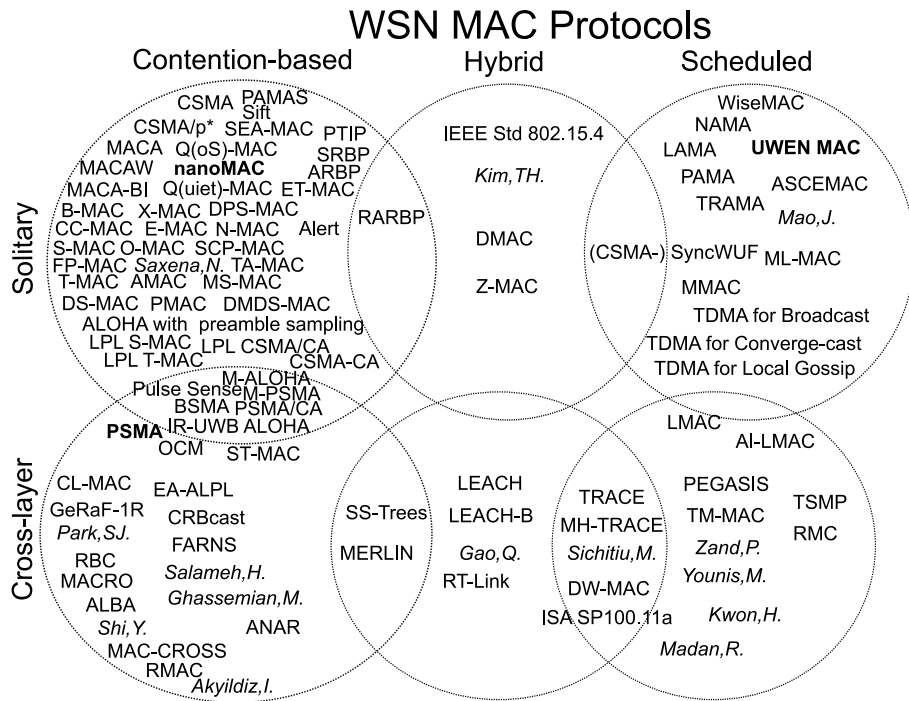 WSN MAC Protocols
Contention-based
Hybrid
Scheduled
Solitary
CSMA PAMAS
Sift
CSMA/p* SEA-MAC PTIP
MACA Q(oS)-MAC SRBP
MACAW nanoMAC ARBP
MACA-BI Q(uiet)-MAC ET-MAC
B-MAC X-MAC DPS-MAC
CC-MAC E-MAC N-MAC Alert
S-MAC O-MAC SCP-MAC
FP-MAC Saxena,N. TA-MAC
T-MAC AMAC MS-MAC
DS-MAC PMAC DMDS-MAC
ALOHA with preamble sampling
LPL S-MAC LPL CSMA/CA
LPL T-MAC CSMA-CA
RARBP
IEEE Std 802.15.4
Kim,TH.
DMAC
Z-MAC
(CSMA-) SyncWUF
WiseMAC
NAMA
LAMA UWEN MAC
PAMA ASCEMAC
TRAMA Mao,J.
ML-MAC
MMAC
TDMA for Broadcast
TDMA for Converge-cast
TDMA for Local Gossip
M-ALOHA
Pulse Sense M-PSMA
BSMA PSMA/CA
IR-UWB ALOHA
Cross-layer
PSMA
OCM ST-MAC
CL-MAC EA-ALPL
GeRaF-1R CRBcast
Park,SJ. FARNS
RBC Salameh,H.
MACRO Ghassemian,M.
ALBA
Shi,Y. ANAR
MAC-CROSS
RMAC
Akyildiz,I.
SS-Trees
MERLIN
LEACH
LEACH-B
Gao,Q.
RT-Link
TRACE
MH-TRACE
Sichitiu,M.
DW-MAC
ISA SP100.11a
LMAC
AI-LMAC
PEGASIS TSMP
TM-MAC RMC
Zand,P.
Younis,M.
Kwon,H.
Madan,R.